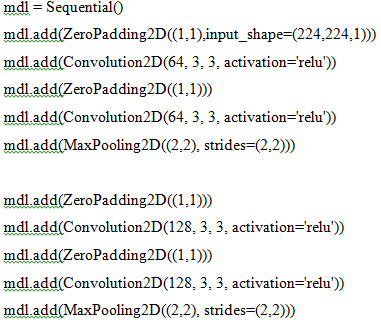 mdl = Sequential()
mdl.add(ZeroPadding2D((1,1),input_shape=(224,224,1)))
mdl.add(Convolution2D(64, 3, 3, activation='relu'))
mdl.add(ZeroPadding2D((1,1)))
mdl.add(Convolution2D(64, 3, 3, activation='relu'))
mdl.add(MaxPooling2D((2,2), strides=(2,2)))
mdl.add(ZeroPadding2D((1,1)))
mdl.add(Convolution2D(128, 3, 3, activation='relu'))
mdl.add(ZeroPadding2D((1,1)))
mdl.add(Convolution2D(128, 3, 3, activation='relu'))
mdl.add(MaxPooling2D((2,2), strides=(2,2)))